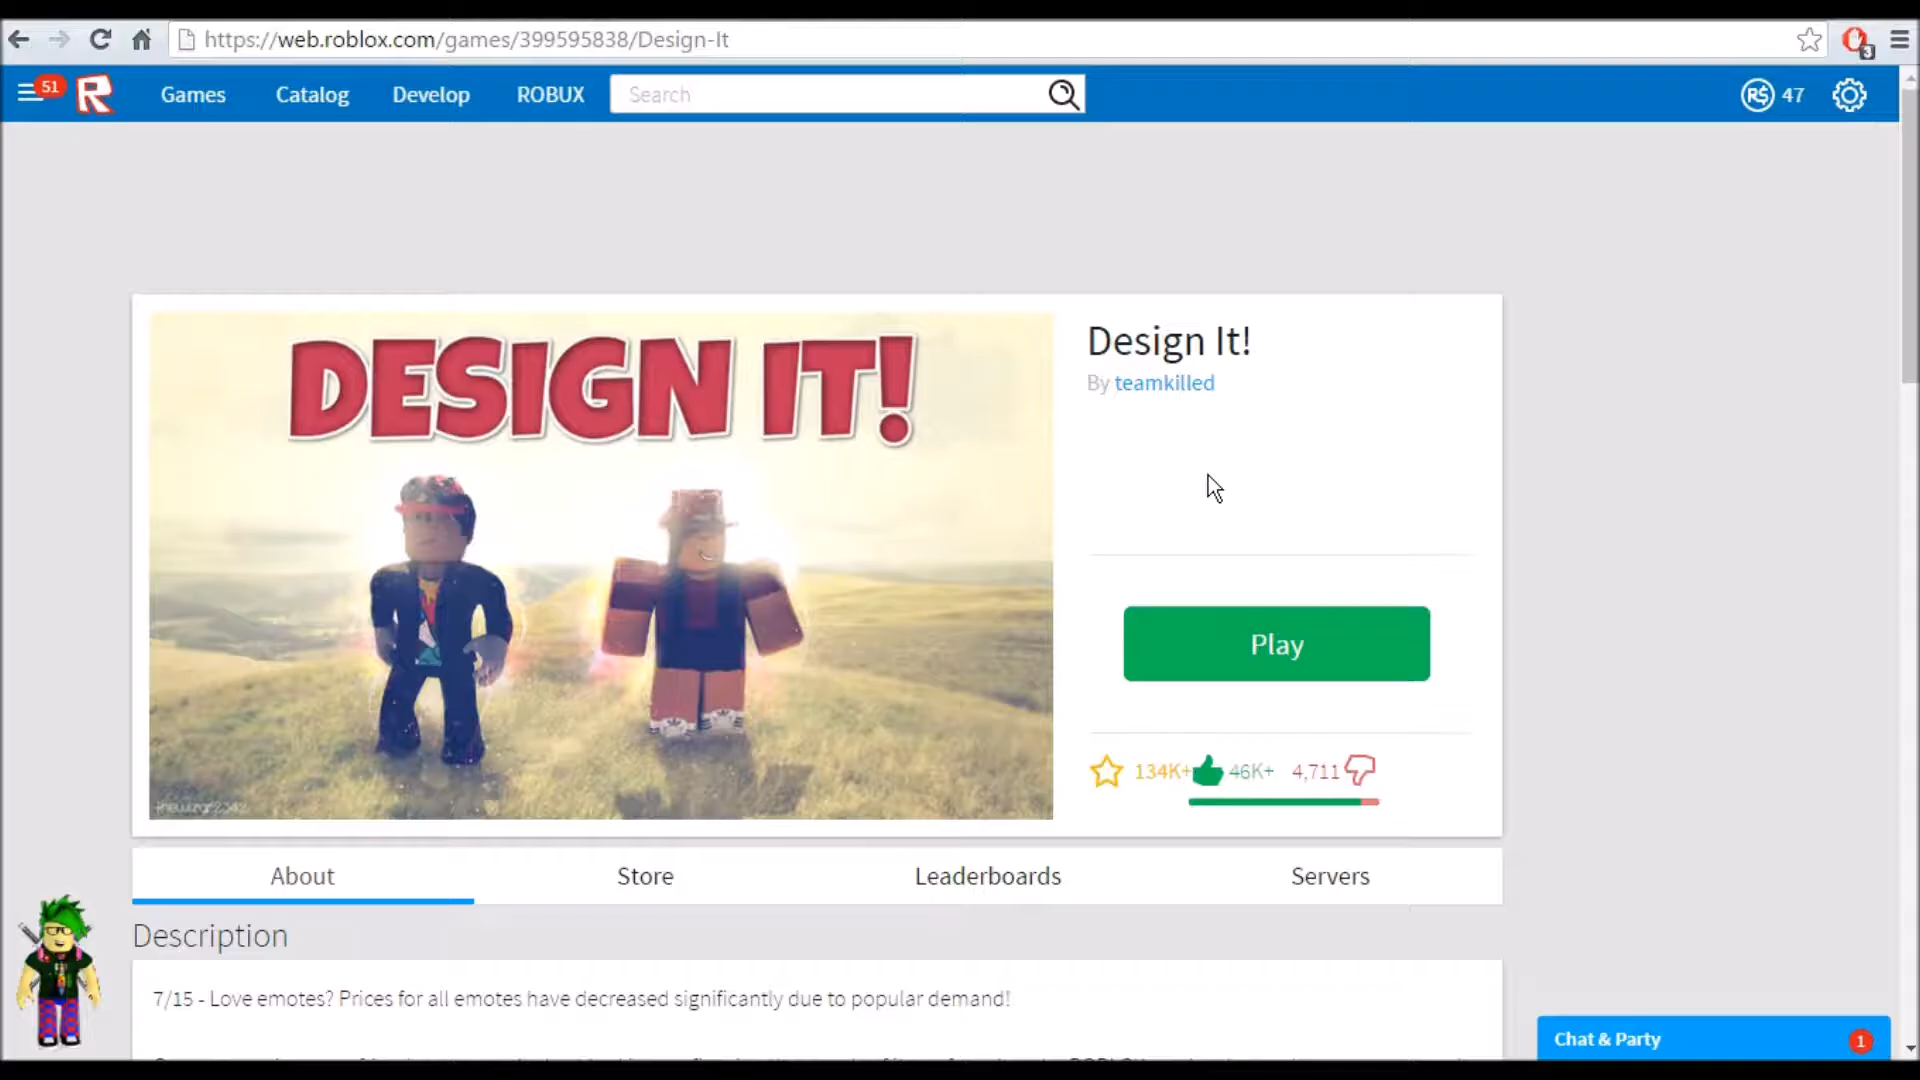 https://web.roblox.com/games/399595838/Design-It
51
Games
Catalog
Develop
ROBUX
Search
R$ 47
DESIGN IT!
Design It!
By teamkilled
Play
134K+
46K+
4,711
About
Store
Leaderboards
Servers
Description
7/15 - Love emotes? Prices for all emotes have decreased significantly due to popular demand!
Chat & Party
1